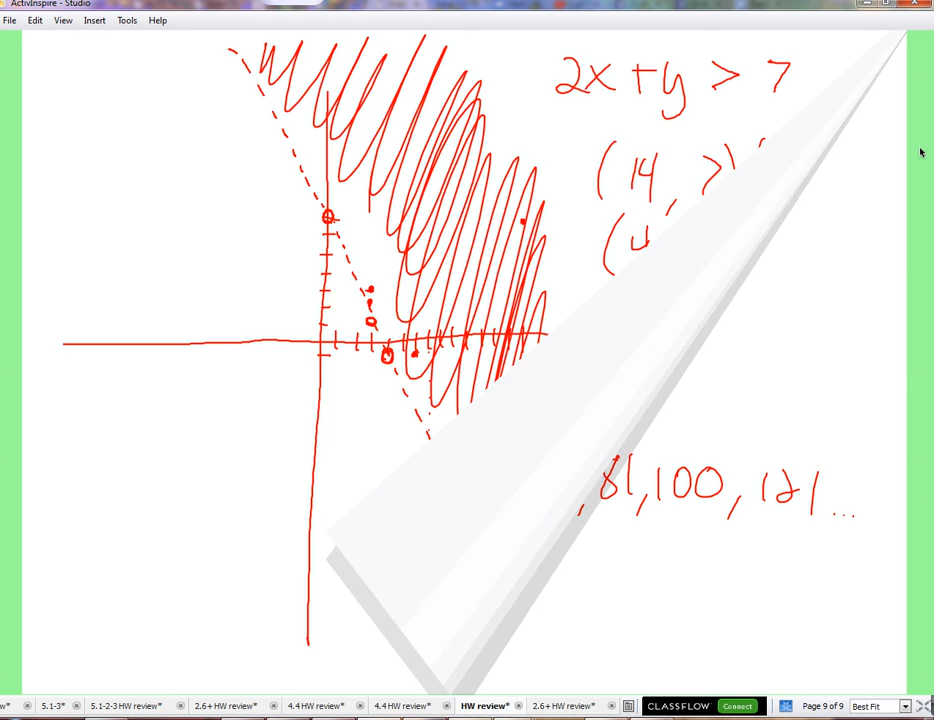 ActivInspire - Studio
File Edit View Insert Tools Help
2x + y > 7
(14,
(4
, 81, 100, 121...
5.1-3* 5.1-2-3 HW review* 2.6+ HW review* 4.4 HW review* 4.4 HW review* HW review* 2.6+ HW review* CLASSFLOW Connect Page 9 of 9 Best Fit